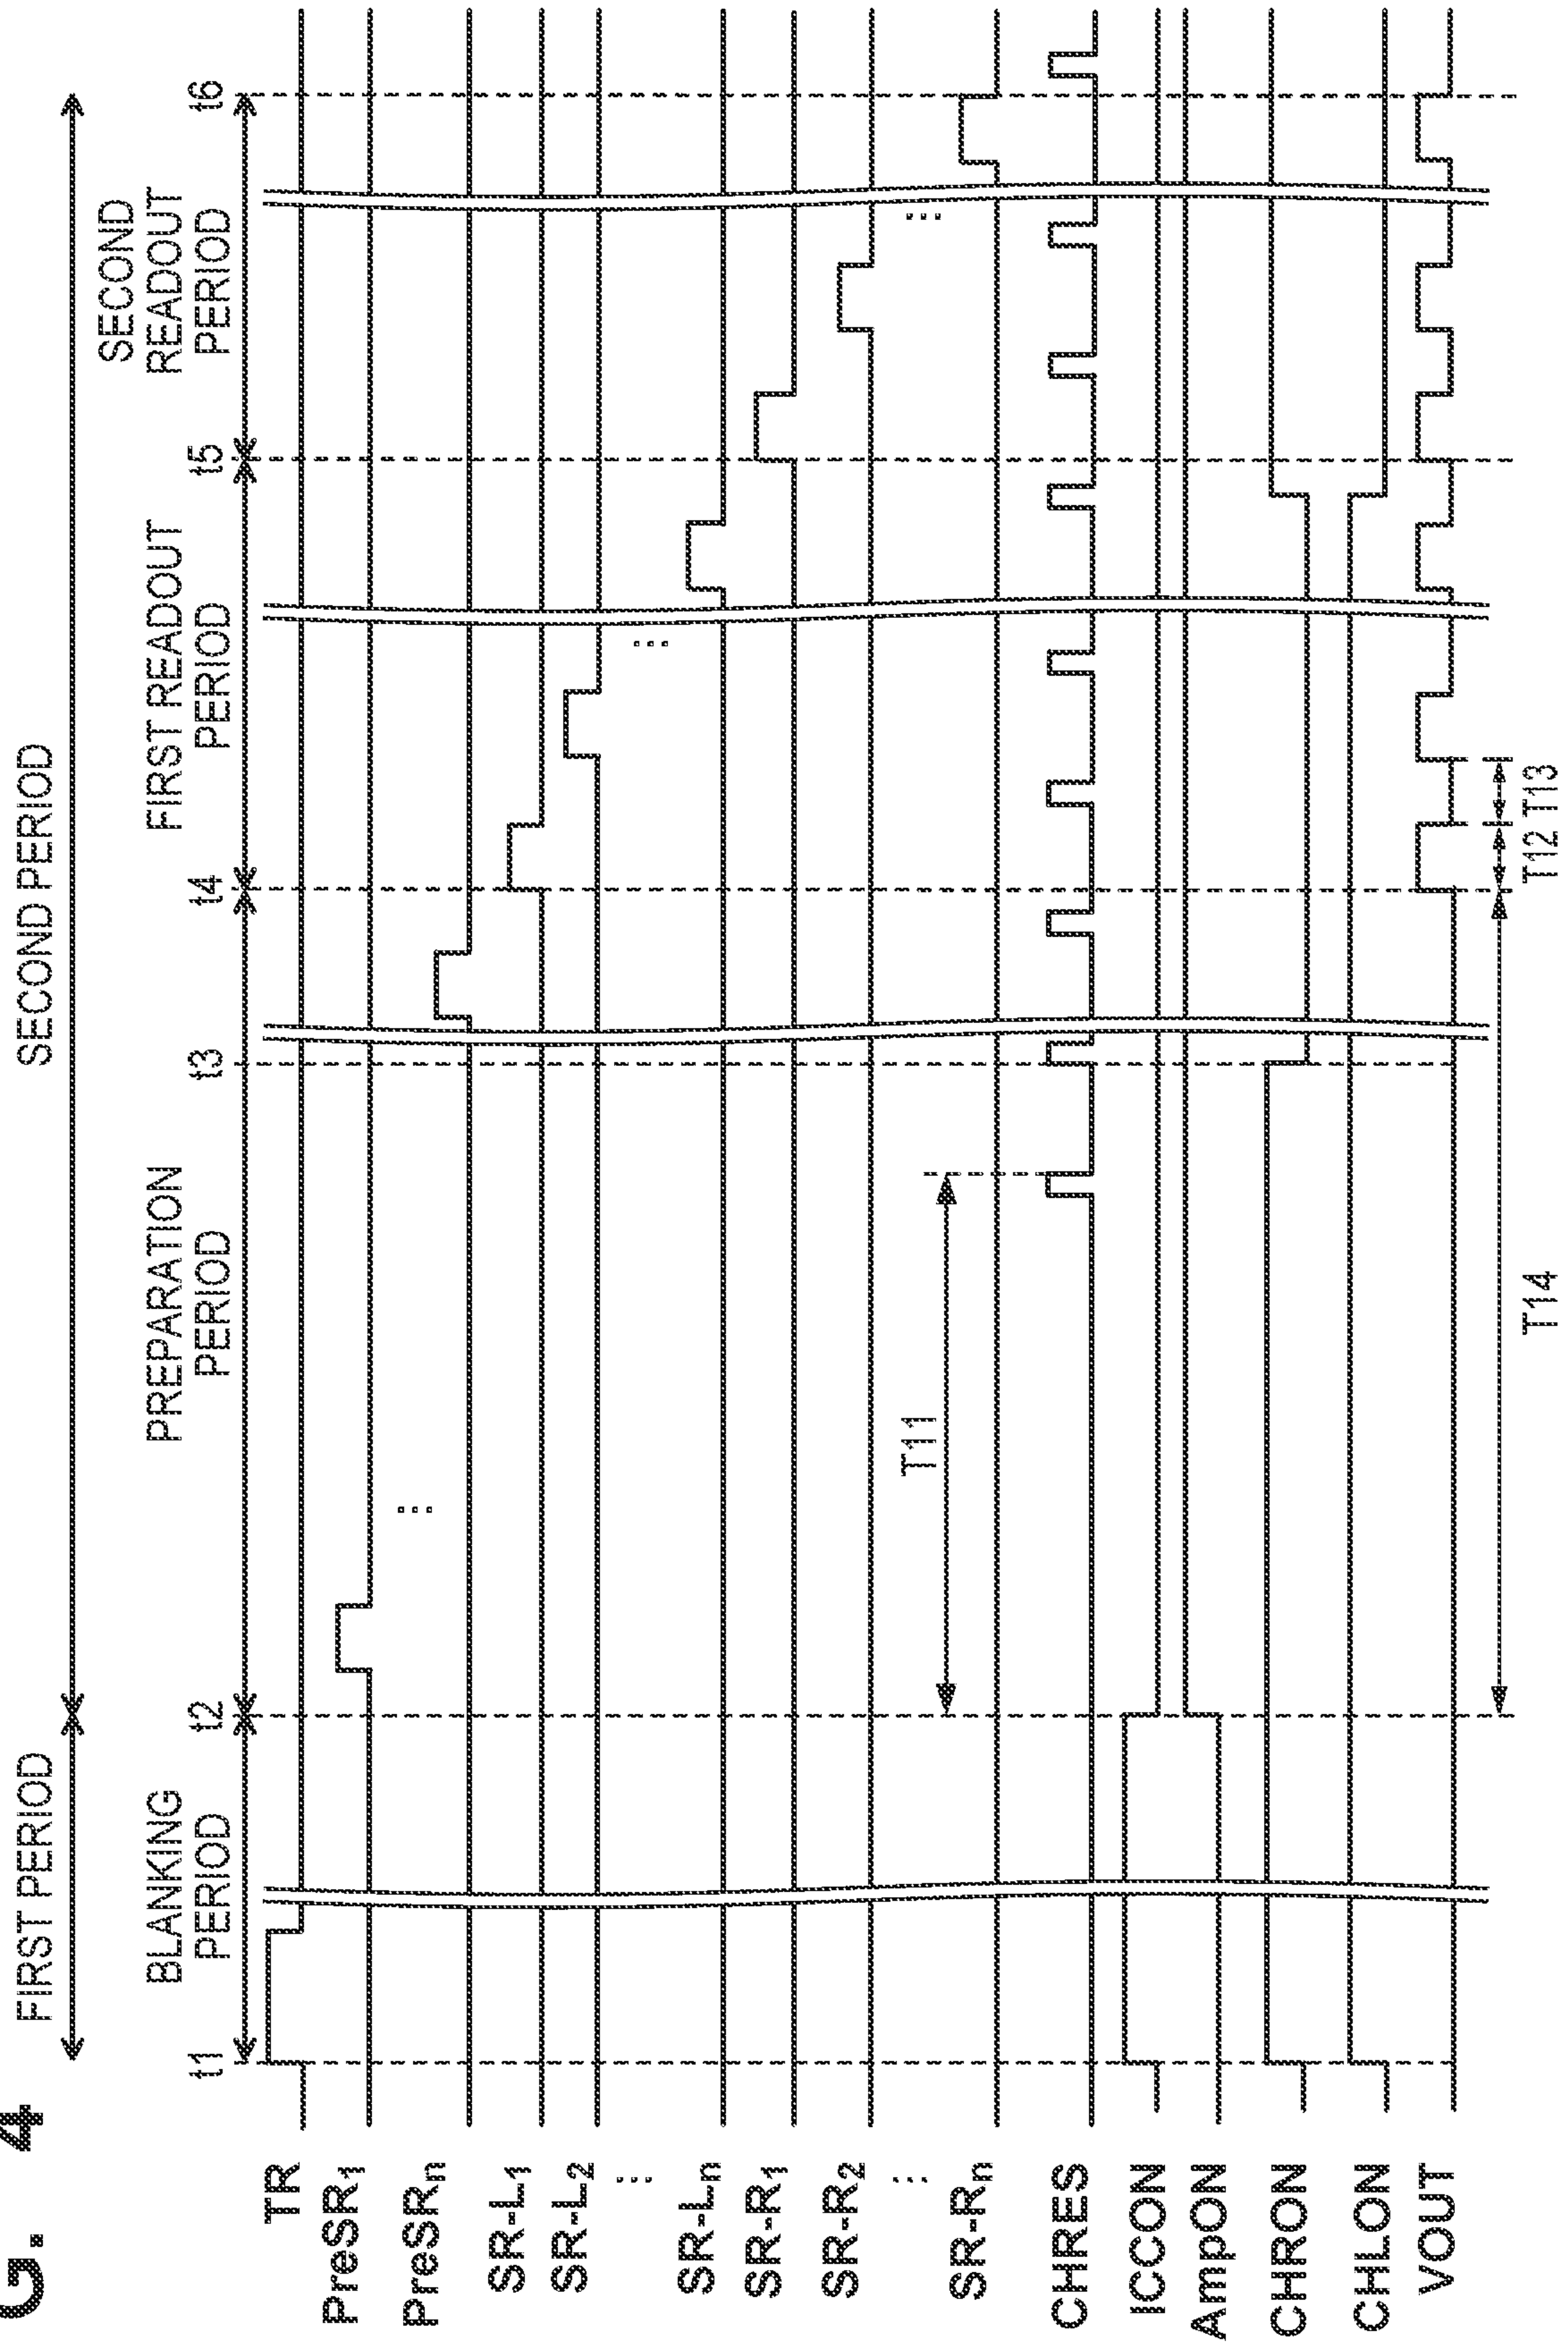 G. 4
FIRST PERIOD
SECOND PERIOD
BLANKING
PERIOD
PREPARATION
PERIOD
FIRST READOUT
PERIOD
SECOND
READOUT
PERIOD
t1
t2
t3
t4
t5
t6
TR
PreSR1
...
PreSRn
SR-L1
SR-L2
...
...
SR-Ln
SR-R1
SR-R2
...
...
SR-Rn
T11
CHRES
ICCON
AmpON
CHRON
CHLON
VOUT
T14
T12
T13